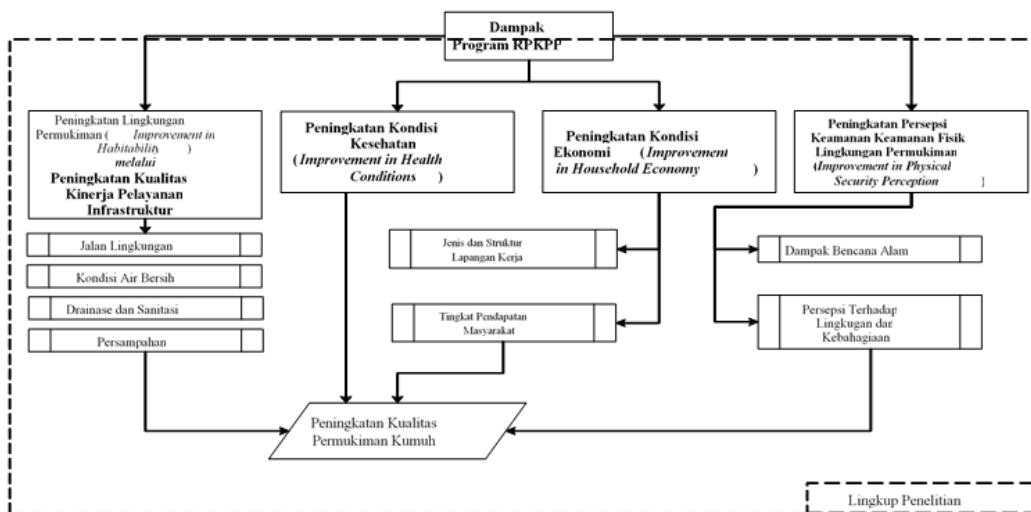 Dampak
Program RPKPP
Peningkatan Lingkungan
Permukiman ( Improvement in
Habitability )
melalui
Peningkatan Kualitas
Kinerja Pelayanan
Infrastruktur
Jalan Lingkungan
Kondisi Air Bersih
Drainase dan Sanitasi
Persampahan
Peningkatan Kondisi
Kesehatan
(Improvement in Health
Conditions )
Peningkatan Kondisi
Ekonomi (Improvement
in Household Economy )
Jenis dan Struktur
Lapangan Kerja
Tingkat Pendapatan
Masyarakat
Peningkatan Persepsi
Keamanan Keamanan Fisik
Lingkungan Permukiman
(Improvement in Physical
Security Perception )
Dampak Bencana Alam
Persepsi Terhadap
Lingkugan dan
Kebahagiaan
Peningkatan Kualitas
Permukiman Kumuh
Lingkup Penelitian